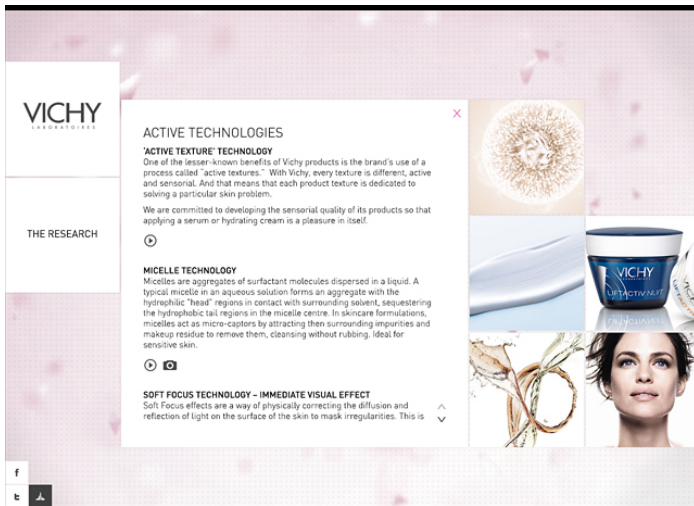 VICHY
LABORATOIRES
THE RESEARCH
X
ACTIVE TECHNOLOGIES
'ACTIVE TEXTURE' TECHNOLOGY
One of the lesser-known benefits of Vichy products is the brand's use of a
process called "active textures." With Vichy, every texture is different, active
and sensorial. And that means that each product texture is dedicated to
solving a particular skin problem.
We are committed to developing the sensorial quality of its products so that
applying a serum or hydrating cream is a pleasure in itself.
MICELLE TECHNOLOGY
Micelles are aggregates of surfactant molecules dispersed in a liquid. A
typical micelle in an aqueous solution forms an aggregate with the
hydrophilic "head" regions in contact with surrounding solvent, sequestering
the hydrophobic tail regions in the micelle centre. In skincare formulations,
micelles act as micro-captors by attracting then surrounding impurities and
makeup residue to remove them, cleansing without rubbing. Ideal for
sensitive skin.
SOFT FOCUS TECHNOLOGY – IMMEDIATE VISUAL EFFECT
Soft Focus effects are a way of physically correcting the diffusion and
reflection of light on the surface of the skin to mask irregularities. This is
VICHY
LIFTACTIV NUIT
f
t